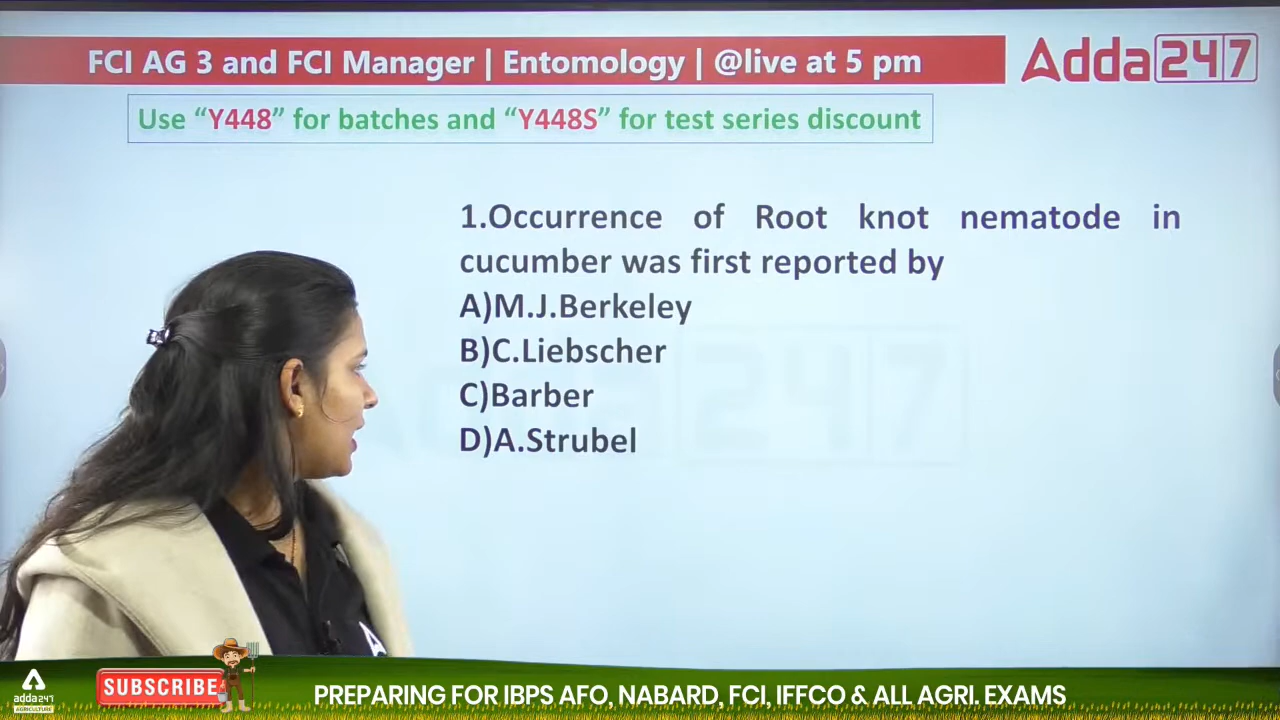 FCI AG 3 and FCI Manager | Entomology | @live at 5 pm
Adda247
Use “Y448” for batches and “Y448S” for test series discount
1.Occurrence of Root knot nematode in
cucumber was first reported by
A)M.J.Berkeley
B)C.Liebscher
C)Barber
D)A.Strubel
adda247
AGRICULTURE
SUBSCRIBE
PREPARING FOR IBPS AFO, NABARD, FCI, IFFCO & ALL AGRI. EXAMS